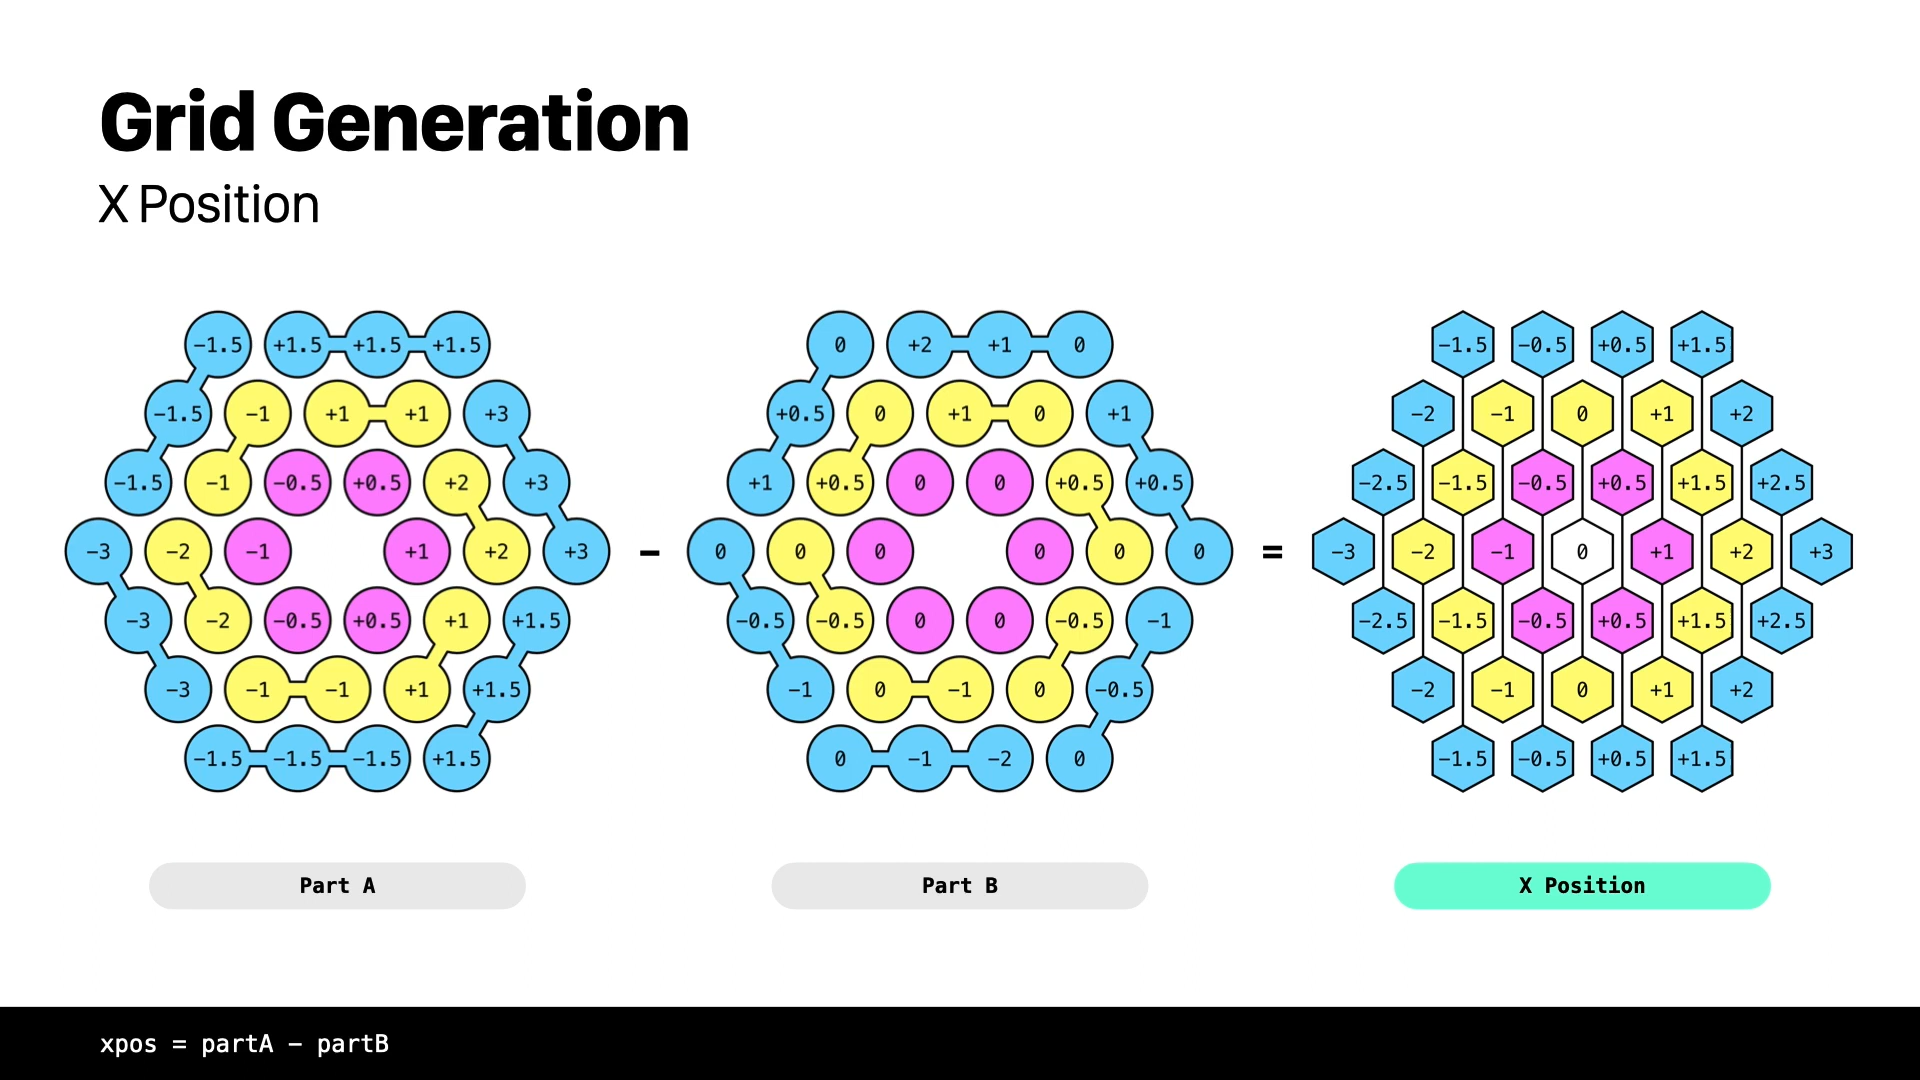 Grid Generation
X Position
−1.5 +1.5 +1.5 +1.5 0 +2 +1 0 −1.5 −0.5 +0.5 +1.5
−1.5 −1 +1 +1 +3 +0.5 0 +1 0 +1 −2 −1 0 +1 +2
−1.5 −1 −0.5 +0.5 +2 +3 +1 +0.5 0 0 +0.5 +0.5 −2.5 −1.5 −0.5 +0.5 +1.5 +2.5
−3 −2 −1 +1 +2 +3 − 0 0 0 0 0 0 = −3 −2 −1 0 +1 +2 +3
−3 −2 −0.5 +0.5 +1 +1.5 −0.5 −0.5 0 0 −0.5 −1 −2.5 −1.5 −0.5 +0.5 +1.5 +2.5
−3 −1 −1 +1 +1.5 −1 0 −1 0 −0.5 −2 −1 0 +1 +2
−1.5 −1.5 −1.5 +1.5 0 −1 −2 0 −1.5 −0.5 +0.5 +1.5
Part A Part B X Position
xpos = partA − partB